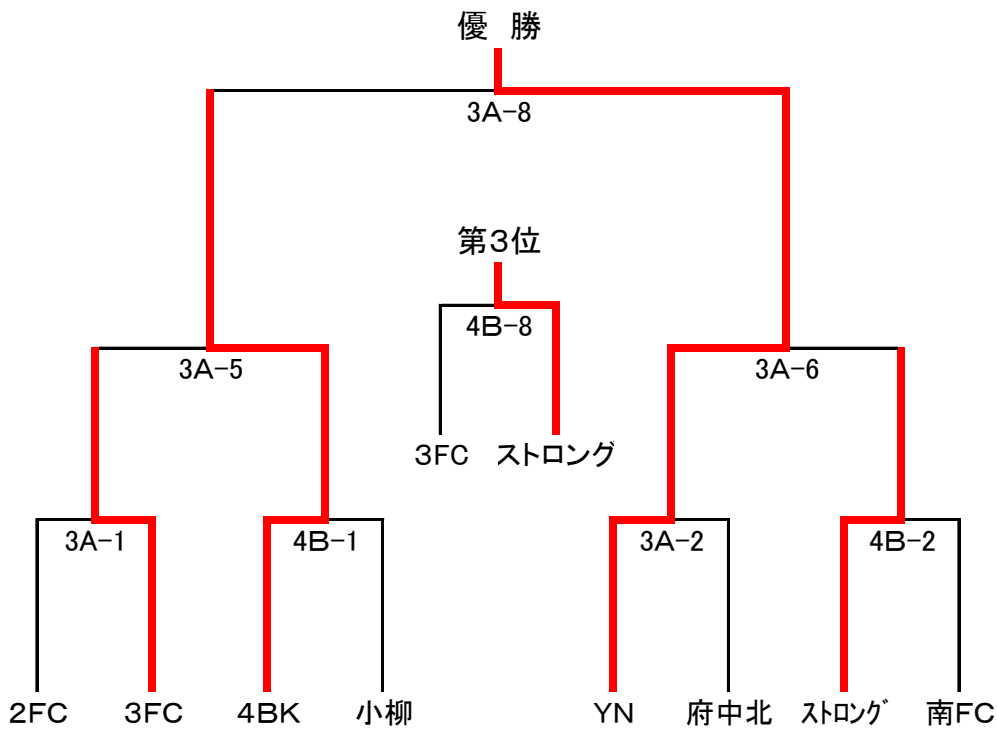 優 勝
3A-8
第3位
4B-8
3A-5
3A-6
3FC ストロング
3A-1
4B-1
3A-2
4B-2
2FC 3FC 4BK 小柳 YN 府中北 ｽﾄﾛﾝｸﾞ 南FC